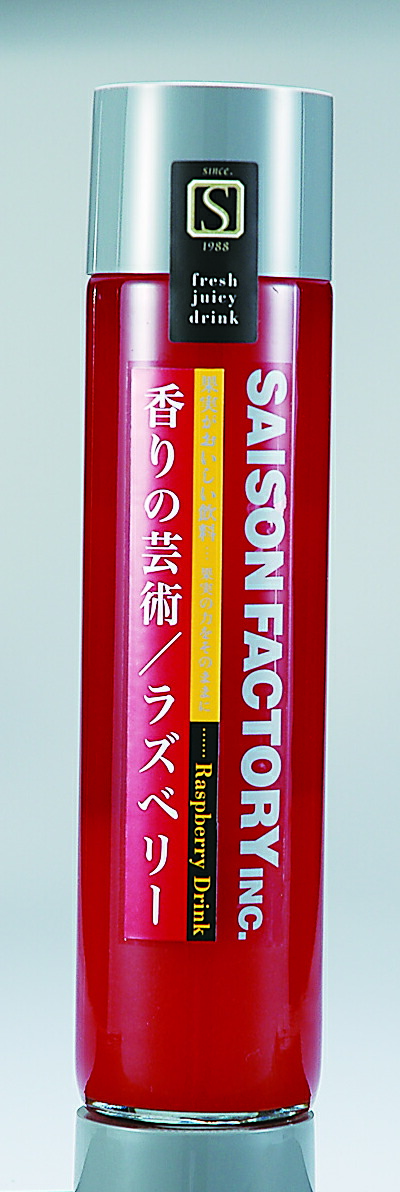 since.
S
1988
fresh
juicy
drink
SAISON FACTORY INC.
果実がおいしい飲料……果実の力をそのままに
…… Raspberry Drink
香りの芸術／ラズベリー